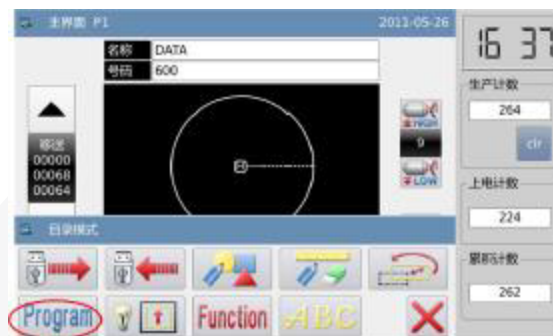 主界面 P1 2011-05-26
16 37
名称 DATA
号码 600
生产计数
264
clr
移送
00000
00068
00064
HIGH
9
LOW
上电计数
224
目录模式
累积计数
262
Program
Function
ABC